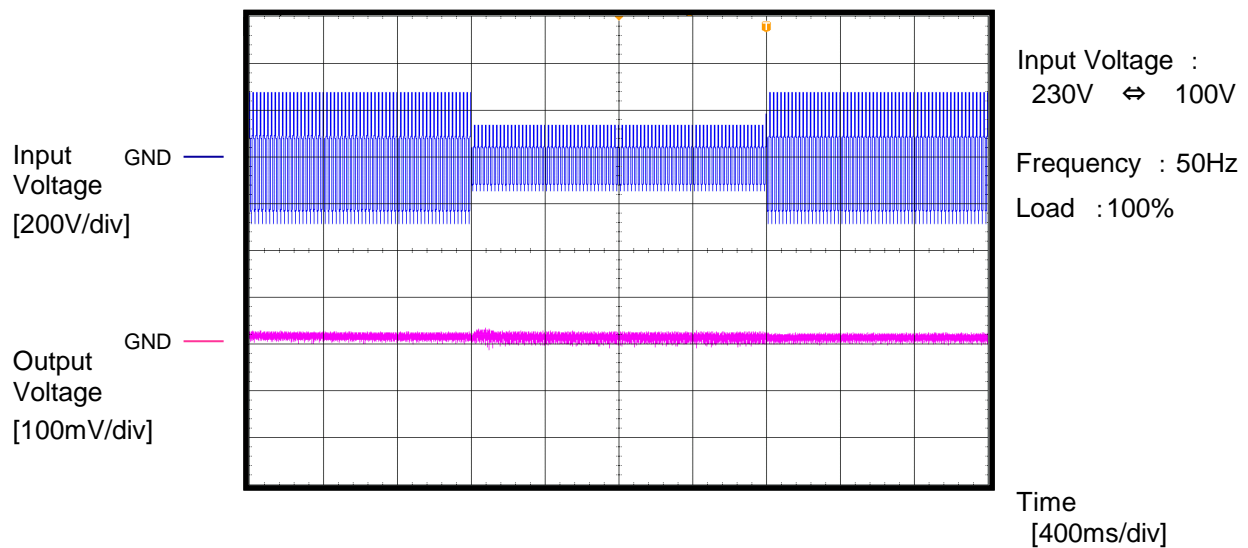 T
Input Voltage :
230V ⇔ 100V
Frequency : 50Hz
Load :100%
Input
Voltage
[200V/div]
GND
GND
Output
Voltage
[100mV/div]
Time
[400ms/div]